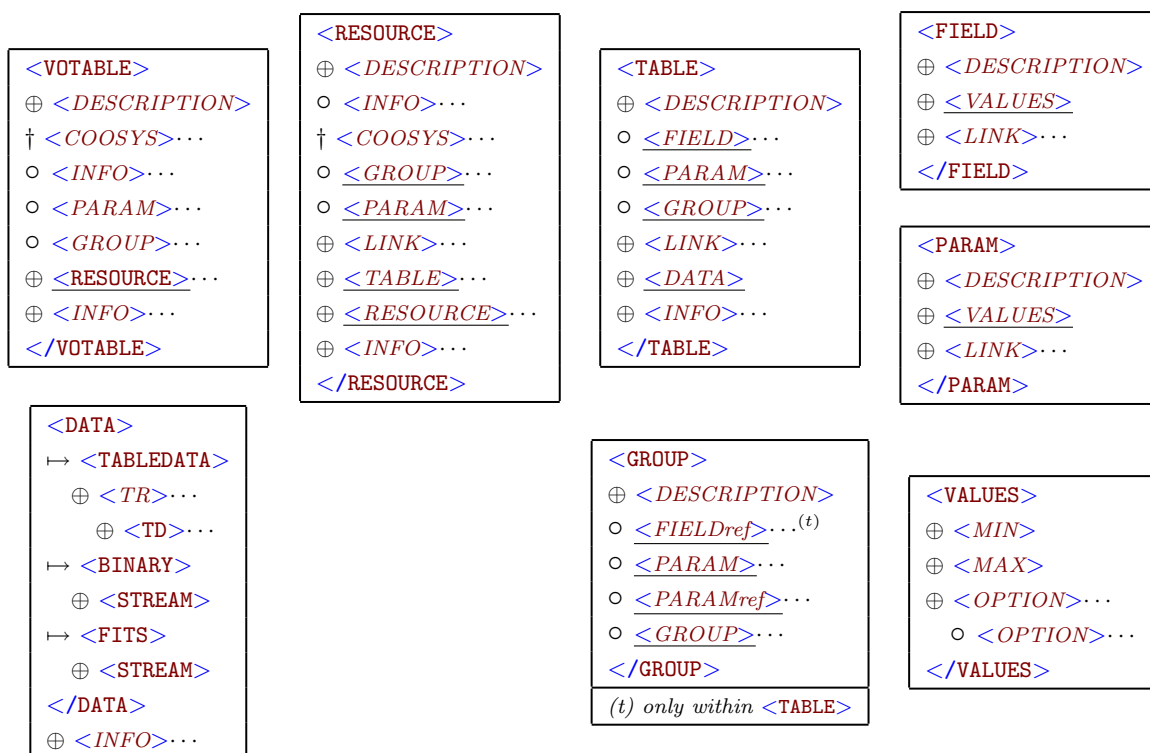 <VOTABLE>
⊕ <DESCRIPTION>
† <COOSYS>···
○ <INFO>···
○ <PARAM>···
○ <GROUP>···
⊕ <RESOURCE>···
⊕ <INFO>···
</VOTABLE>
<RESOURCE>
⊕ <DESCRIPTION>
○ <INFO>···
† <COOSYS>···
○ <GROUP>···
○ <PARAM>···
⊕ <LINK>···
⊕ <TABLE>···
⊕ <RESOURCE>···
⊕ <INFO>···
</RESOURCE>
<TABLE>
⊕ <DESCRIPTION>
○ <FIELD>···
○ <PARAM>···
○ <GROUP>···
⊕ <LINK>···
⊕ <DATA>
⊕ <INFO>···
</TABLE>
<FIELD>
⊕ <DESCRIPTION>
⊕ <VALUES>
⊕ <LINK>···
</FIELD>
<PARAM>
⊕ <DESCRIPTION>
⊕ <VALUES>
⊕ <LINK>···
</PARAM>
<DATA>
↦ <TABLEDATA>
⊕ <TR>···
⊕ <TD>···
↦ <BINARY>
⊕ <STREAM>
↦ <FITS>
⊕ <STREAM>
</DATA>
⊕ <INFO>···
<GROUP>
⊕ <DESCRIPTION>
○ <FIELDref>···(t)
○ <PARAM>···
○ <PARAMref>···
○ <GROUP>···
</GROUP>
(t) only within <TABLE>
<VALUES>
⊕ <MIN>
⊕ <MAX>
⊕ <OPTION>···
○ <OPTION>···
</VALUES>